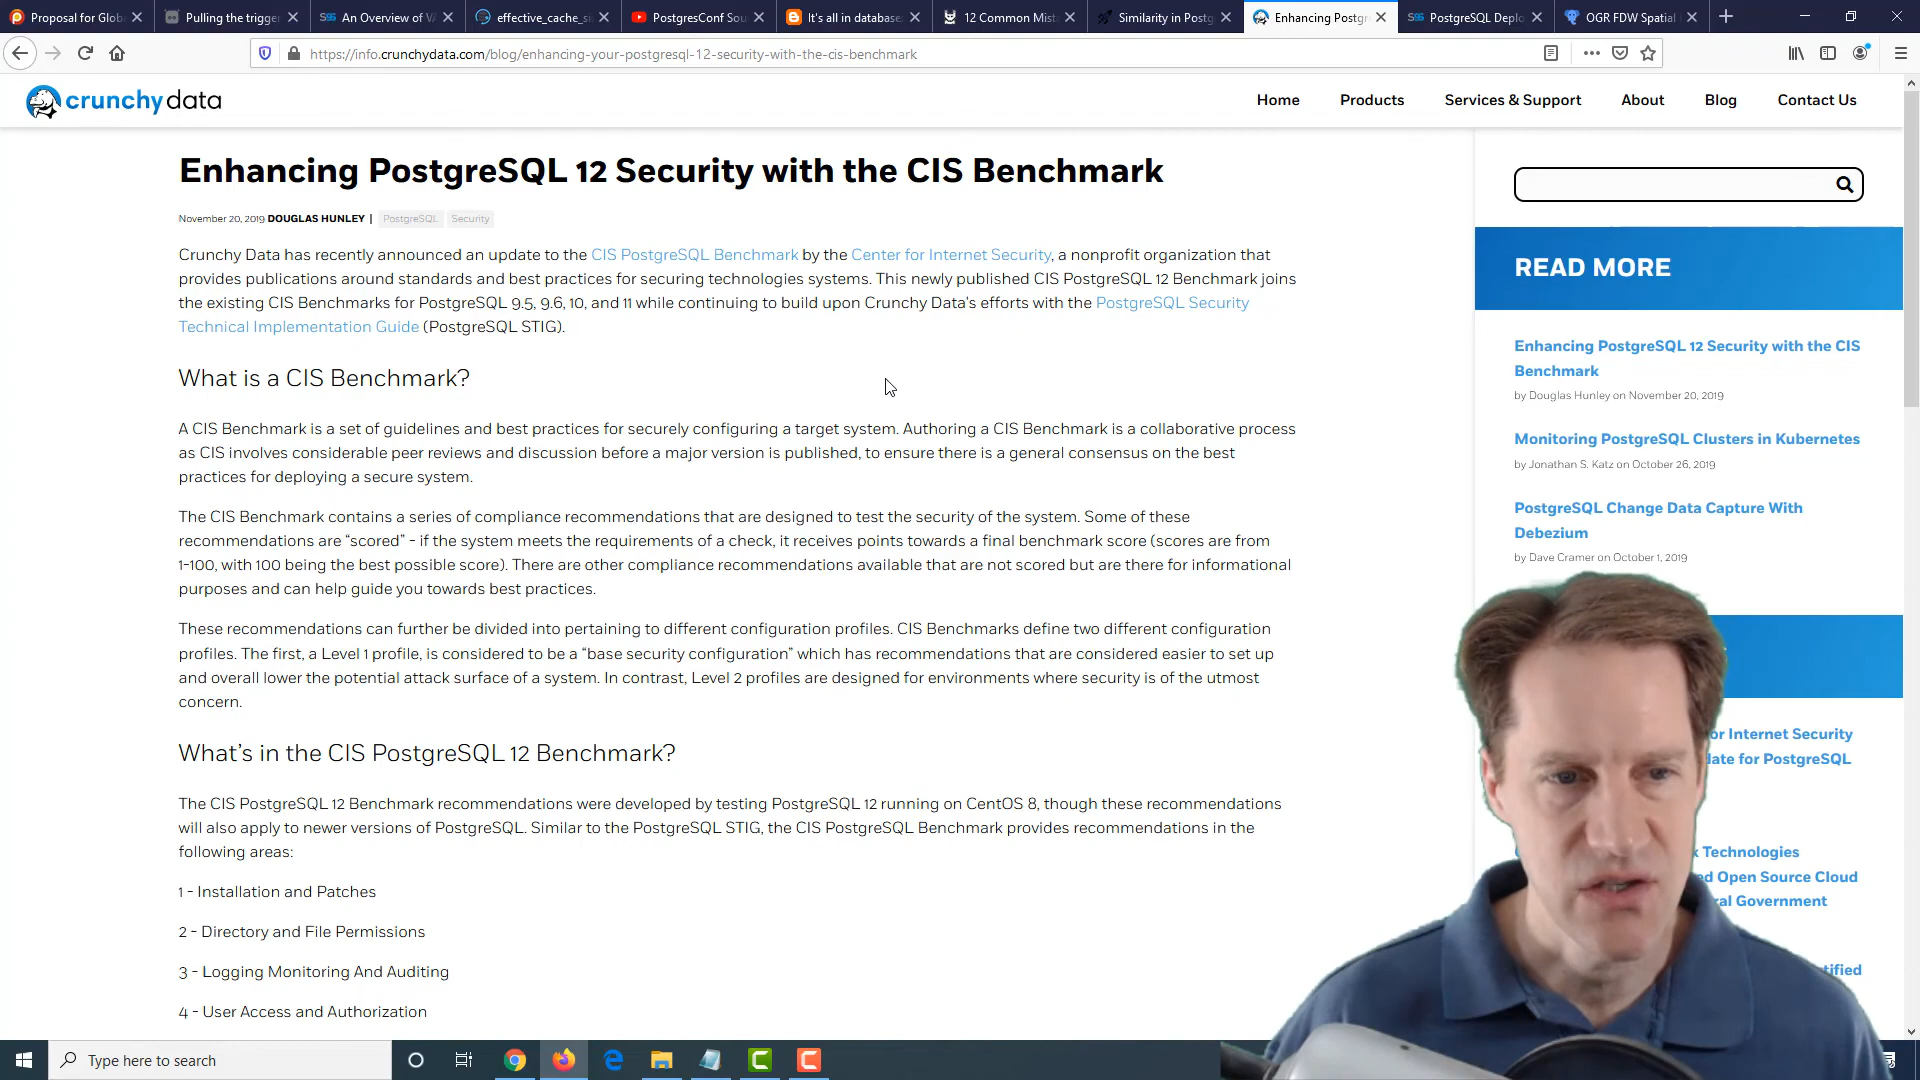 Proposal for Globa
Pulling the trigger
An Overview of VA
effective_cache_si
PostgresConf Sou
It's all in database
12 Common Mist
Similarity in Postg
Enhancing Postgr
PostgreSQL Deplo
OGR FDW Spatial
https://info.crunchydata.com/blog/enhancing-your-postgresql-12-security-with-the-cis-benchmark
crunchydata
Home
Products
Services & Support
About
Blog
Contact Us
Enhancing PostgreSQL 12 Security with the CIS Benchmark
November 20, 2019 DOUGLAS HUNLEY | PostgreSQL Security
Crunchy Data has recently announced an update to the CIS PostgreSQL Benchmark by the Center for Internet Security, a nonprofit organization that
provides publications around standards and best practices for securing technologies systems. This newly published CIS PostgreSQL 12 Benchmark joins
the existing CIS Benchmarks for PostgreSQL 9.5, 9.6, 10, and 11 while continuing to build upon Crunchy Data's efforts with the PostgreSQL Security
Technical Implementation Guide (PostgreSQL STIG).
What is a CIS Benchmark?
A CIS Benchmark is a set of guidelines and best practices for securely configuring a target system. Authoring a CIS Benchmark is a collaborative process
as CIS involves considerable peer reviews and discussion before a major version is published, to ensure there is a general consensus on the best
practices for deploying a secure system.
The CIS Benchmark contains a series of compliance recommendations that are designed to test the security of the system. Some of these
recommendations are “scored” - if the system meets the requirements of a check, it receives points towards a final benchmark score (scores are from
1-100, with 100 being the best possible score). There are other compliance recommendations available that are not scored but are there for informational
purposes and can help guide you towards best practices.
These recommendations can further be divided into pertaining to different configuration profiles. CIS Benchmarks define two different configuration
profiles. The first, a Level 1 profile, is considered to be a “base security configuration” which has recommendations that are considered easier to set up
and overall lower the potential attack surface of a system. In contrast, Level 2 profiles are designed for environments where security is of the utmost
concern.
What’s in the CIS PostgreSQL 12 Benchmark?
The CIS PostgreSQL 12 Benchmark recommendations were developed by testing PostgreSQL 12 running on CentOS 8, though these recommendations
will also apply to newer versions of PostgreSQL. Similar to the PostgreSQL STIG, the CIS PostgreSQL Benchmark provides recommendations in the
following areas:
1 - Installation and Patches
2 - Directory and File Permissions
3 - Logging Monitoring And Auditing
4 - User Access and Authorization
READ MORE
Enhancing PostgreSQL 12 Security with the CIS
Benchmark
by Douglas Hunley on November 20, 2019
Monitoring PostgreSQL Clusters in Kubernetes
by Jonathan S. Katz on October 26, 2019
PostgreSQL Change Data Capture With
Debezium
by Dave Cramer on October 1, 2019
or Internet Security
date for PostgreSQL
Technologies
ed Open Source Cloud
ral Government
tified
Type here to search